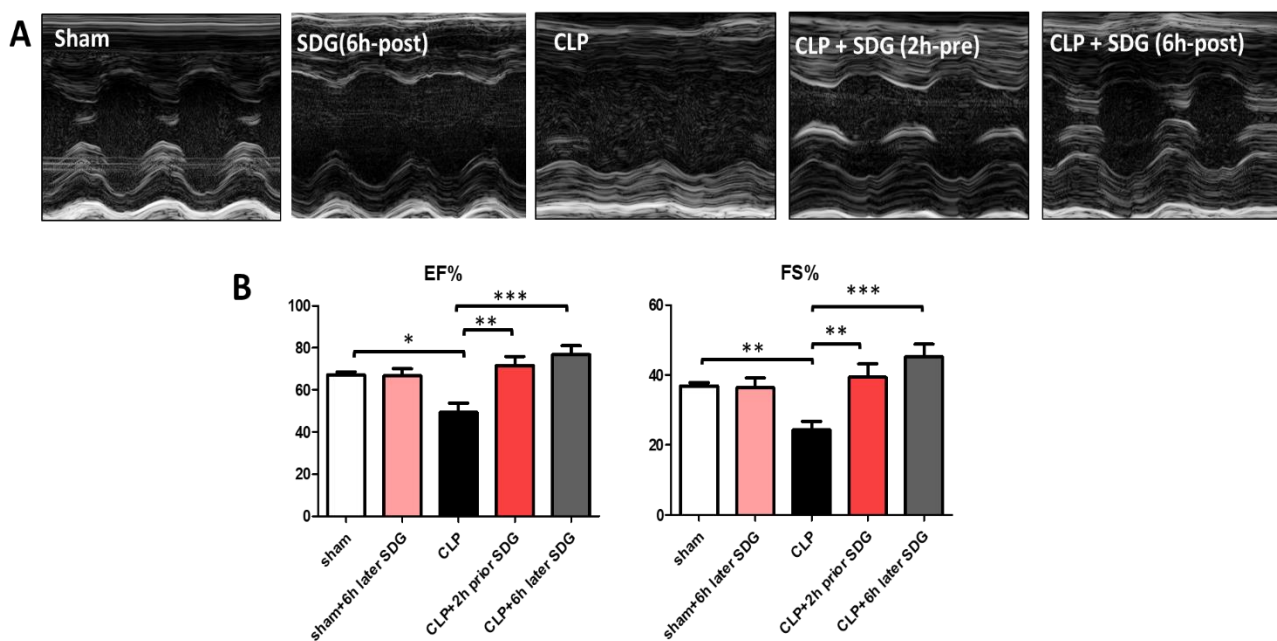 A
Sham
SDG(6h-post)
CLP
CLP + SDG (2h-pre)
CLP + SDG (6h-post)
B
EF%
100
80
60
40
20
0
*
**
***
sham
sham+6h later SDG
CLP
CLP+2h prior SDG
CLP+6h later SDG
FS%
60
40
20
0
**
**
***
sham
sham+6h later SDG
CLP
CLP+2h prior SDG
CLP+6h later SDG